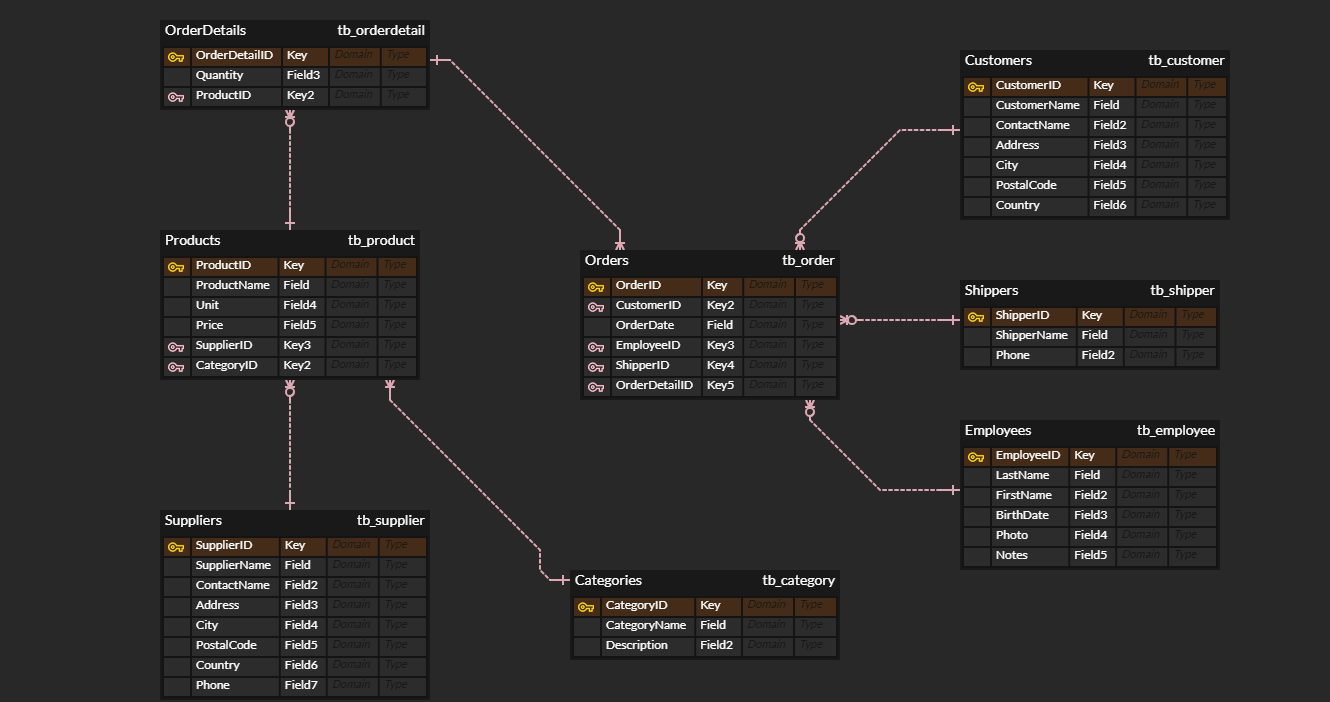 OrderDetails tb_orderdetail
OrderDetailID Key Domain Type
Quantity Field3 Domain Type
ProductID Key2 Domain Type
Products tb_product
ProductID Key Domain Type
ProductName Field Domain Type
Unit Field4 Domain Type
Price Field5 Domain Type
SupplierID Key3 Domain Type
CategoryID Key2 Domain Type
Suppliers tb_supplier
SupplierID Key Domain Type
SupplierName Field Domain Type
ContactName Field2 Domain Type
Address Field3 Domain Type
City Field4 Domain Type
PostalCode Field5 Domain Type
Country Field6 Domain Type
Phone Field7 Domain Type
Orders tb_order
OrderID Key Domain Type
CustomerID Key2 Domain Type
OrderDate Field Domain Type
EmployeeID Key3 Domain Type
ShipperID Key4 Domain Type
OrderDetailID Key5 Domain Type
Categories tb_category
CategoryID Key Domain Type
CategoryName Field Domain Type
Description Field2 Domain Type
Customers tb_customer
CustomerID Key Domain Type
CustomerName Field Domain Type
ContactName Field2 Domain Type
Address Field3 Domain Type
City Field4 Domain Type
PostalCode Field5 Domain Type
Country Field6 Domain Type
Shippers tb_shipper
ShipperID Key Domain Type
ShipperName Field Domain Type
Phone Field2 Domain Type
Employees tb_employee
EmployeeID Key Domain Type
LastName Field Domain Type
FirstName Field2 Domain Type
BirthDate Field3 Domain Type
Photo Field4 Domain Type
Notes Field5 Domain Type